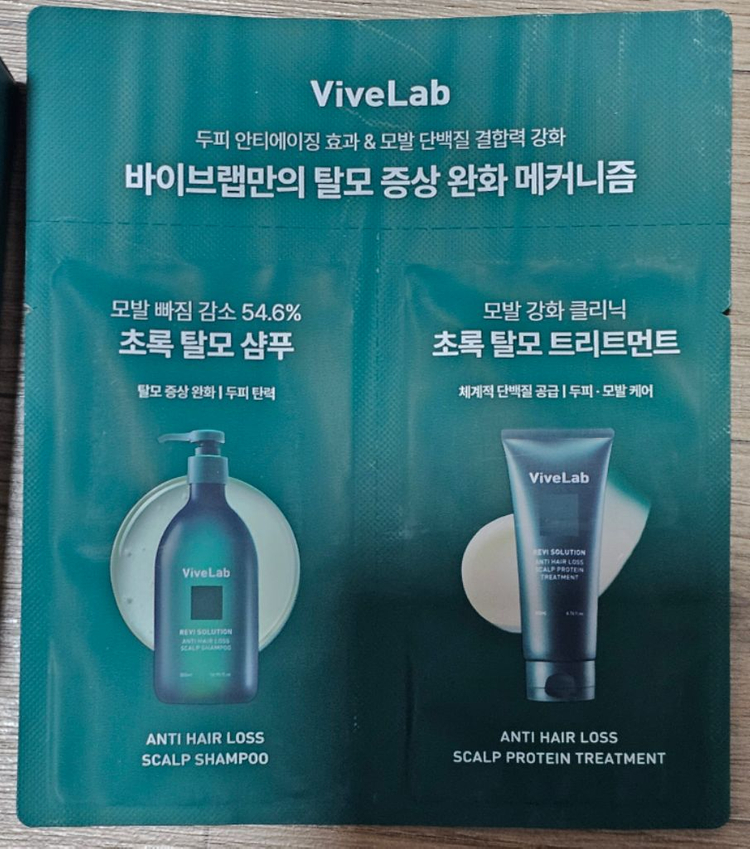 ViveLab
두피 안티에이징 효과 & 모발 단백질 결합력 강화
바이브랩만의 탈모 증상 완화 메커니즘
모발 빠짐 감소 54.6%
초록 탈모 샴푸
탈모 증상 완화 | 두피 탄력
ViveLab
REVI SOLUTION
ANTI HAIR LOSS
SCALP SHAMPOO
ANTI HAIR LOSS
SCALP SHAMPOO
모발 강화 클리닉
초록 탈모 트리트먼트
체계적 단백질 공급 | 두피 · 모발 케어
ViveLab
REVI SOLUTION
ANTI HAIR LOSS
SCALP PROTEIN
TREATMENT
ANTI HAIR LOSS
SCALP PROTEIN TREATMENT